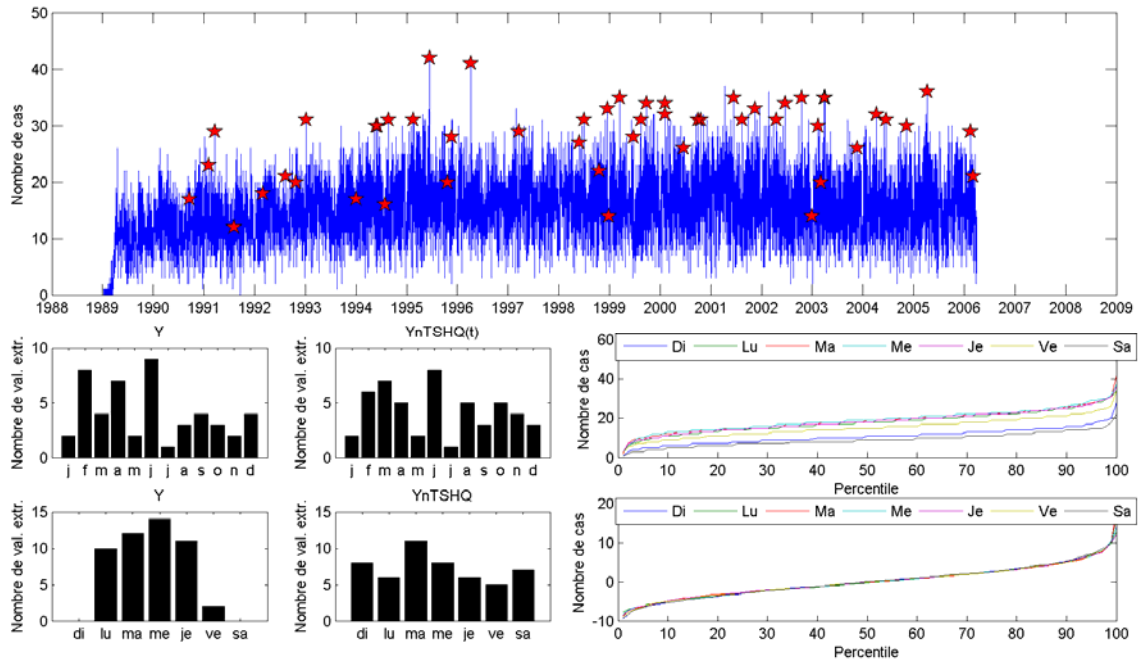 50
40
30
20
10
0
Nombre de cas
1988 1989 1990 1991 1992 1993 1994 1995 1996 1997 1998 1999 2000 2001 2002 2003 2004 2005 2006 2007 2008 2009
Y
10
5
0
Nombre de val. extr.
j f m a m j j a s o n d
YnTSHQ(t)
10
5
0
Nombre de val. extr.
j f m a m j j a s o n d
60
40
20
0
Nombre de cas
Di Lu Ma Me Je Ve Sa
0 10 20 30 40 50 60 70 80 90 100
Percentile
Y
15
10
5
0
Nombre de val. extr.
di lu ma me je ve sa
YnTSHQ
15
10
5
0
Nombre de val. extr.
di lu ma me je ve sa
20
10
0
-10
Nombre de cas
Di Lu Ma Me Je Ve Sa
0 10 20 30 40 50 60 70 80 90 100
Percentile